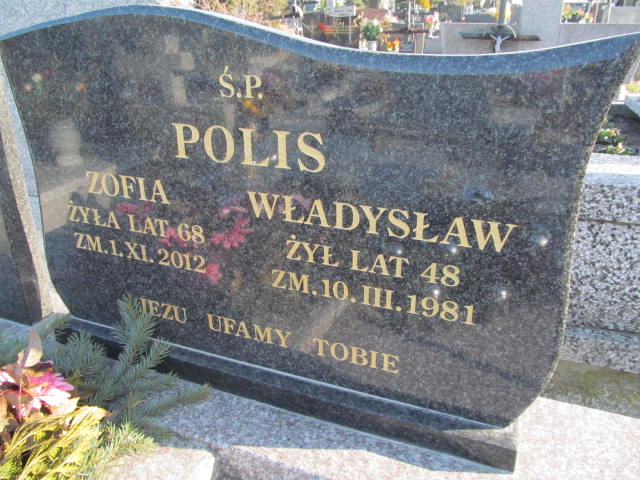 Ś.P.
POLIS
ZOFIA
ŻYŁA LAT 68
ZM.1.XI.2012
WŁADYSŁAW
ŻYŁ LAT 48
ZM.10.III.1981
JEZU UFAMY TOBIE